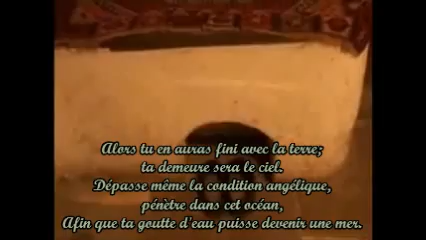 Alors tu en auras fini avec la terre;
ta demeure sera le ciel.
Dépasse même la condition angélique,
pénètre dans cet océan,
Afin que ta goutte d'eau puisse devenir une mer.